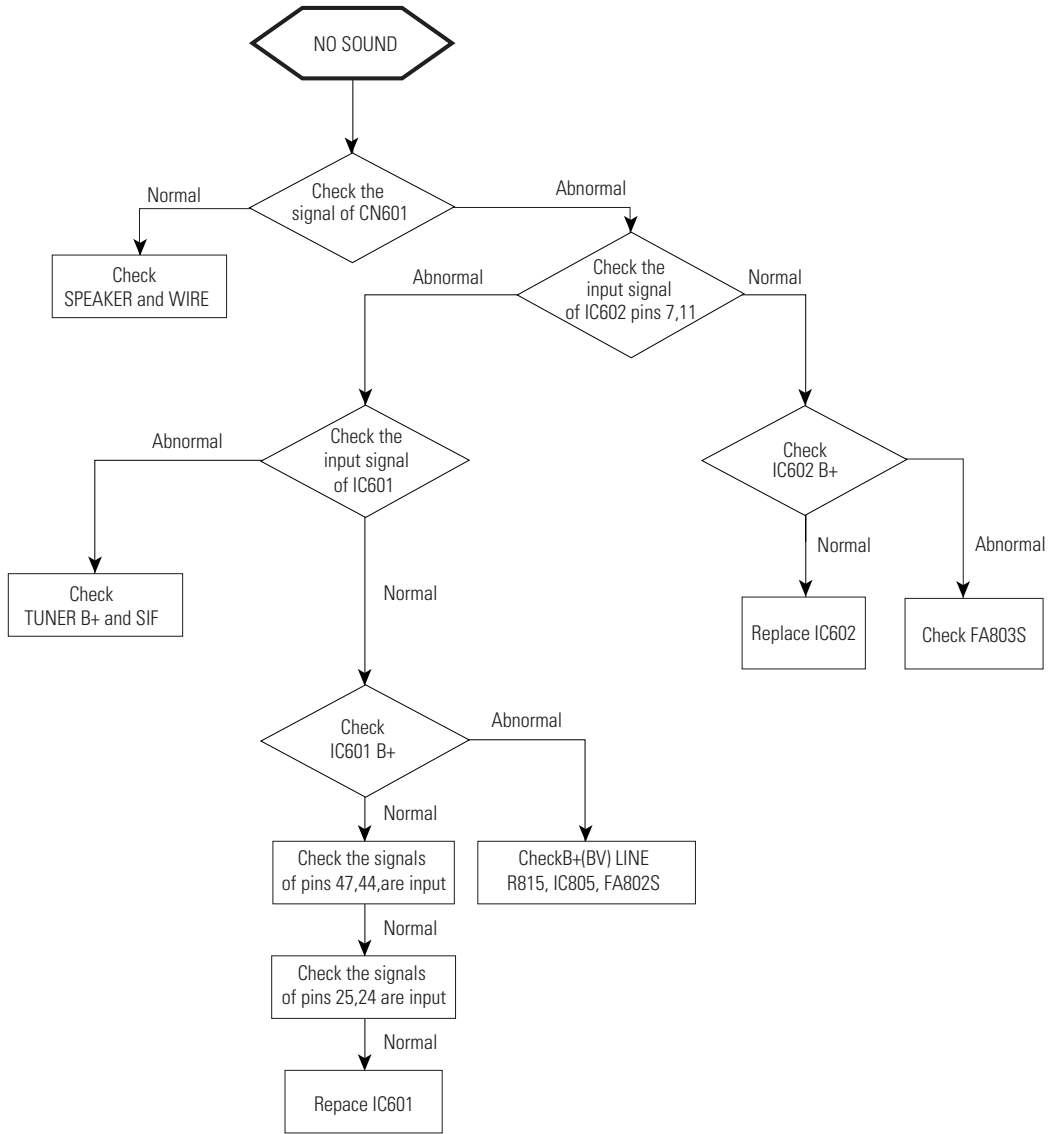 NO SOUND
Check the
signal of CN601
Normal
Abnormal
Check
SPEAKER and WIRE
Check the
input signal
of IC602 pins 7,11
Abnormal
Normal
Check the
input signal
of IC601
Abnormal
Normal
Check
TUNER B+ and SIF
Check
IC602 B+
Normal
Abnormal
Replace IC602
Check FA803S
Check
IC601 B+
Abnormal
Normal
CheckB+(BV) LINE
R815, IC805, FA802S
Check the signals
of pins 47,44,are input
Normal
Check the signals
of pins 25,24 are input
Normal
Repace IC601